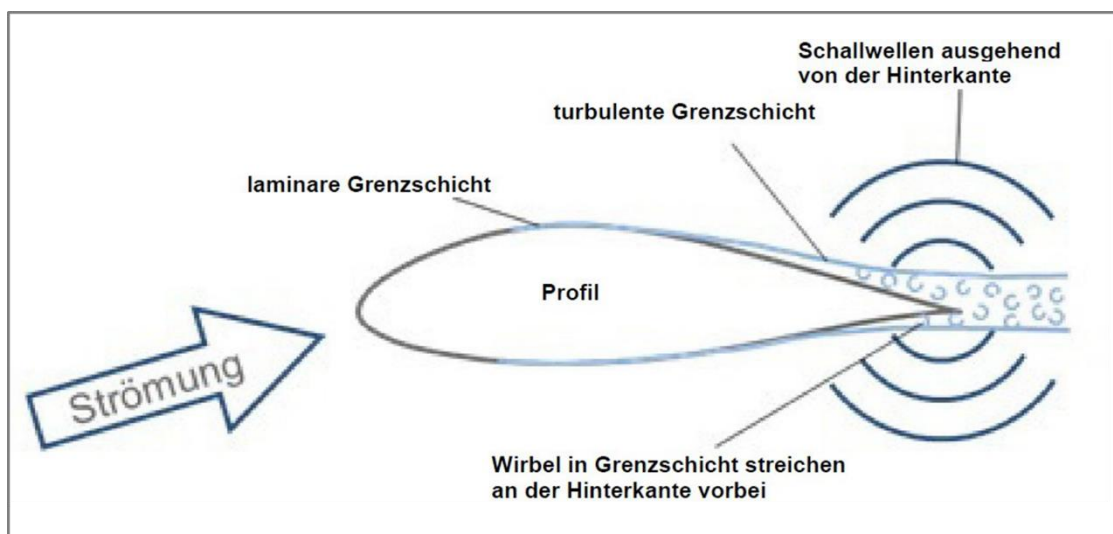 Schallwellen ausgehend
von der Hinterkante
turbulente Grenzschicht
laminare Grenzschicht
Profil
Strömung
Wirbel in Grenzschicht streichen
an der Hinterkante vorbei